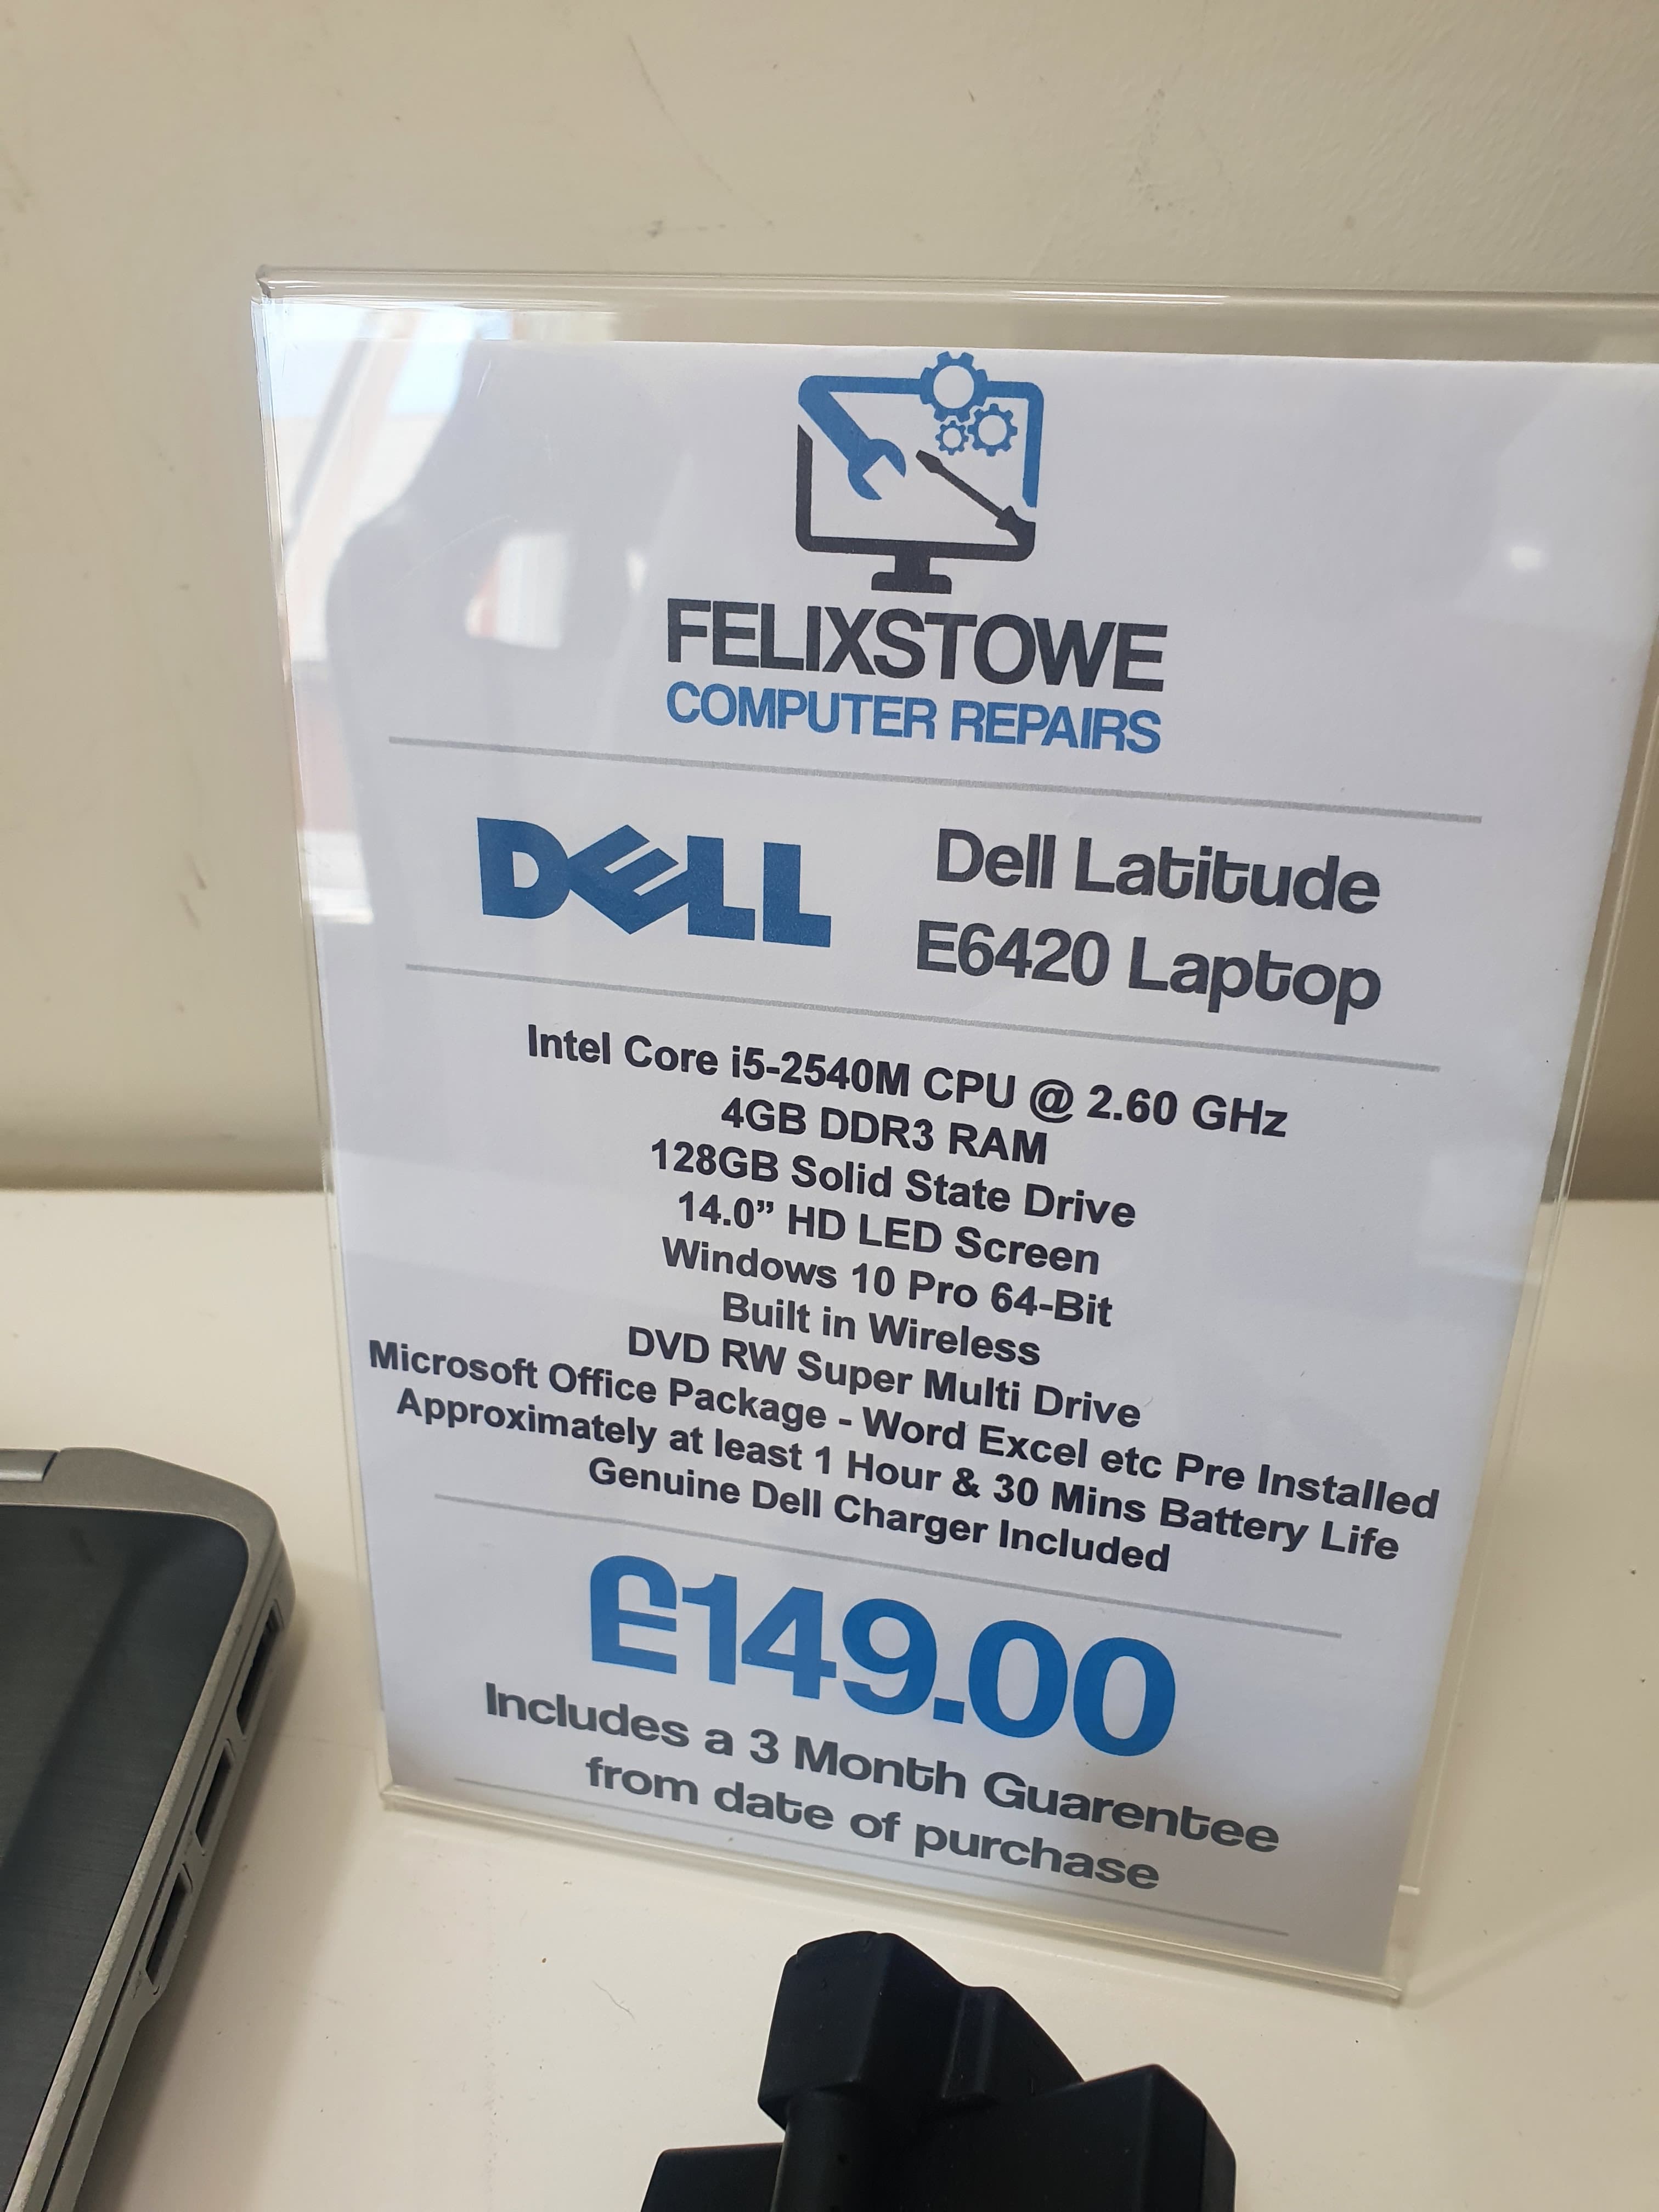 FELIXSTOWE
COMPUTER REPAIRS
DELL
Dell Latitude
E6420 Laptop
Intel Core i5-2540M CPU @ 2.60 GHz
4GB DDR3 RAM
128GB Solid State Drive
14.0” HD LED Screen
Windows 10 Pro 64-Bit
Built in Wireless
DVD RW Super Multi Drive
Microsoft Office Package - Word Excel etc Pre Installed
Approximately at least 1 Hour & 30 Mins Battery Life
Genuine Dell Charger Included
£149.00
Includes a 3 Month Guarentee
from date of purchase